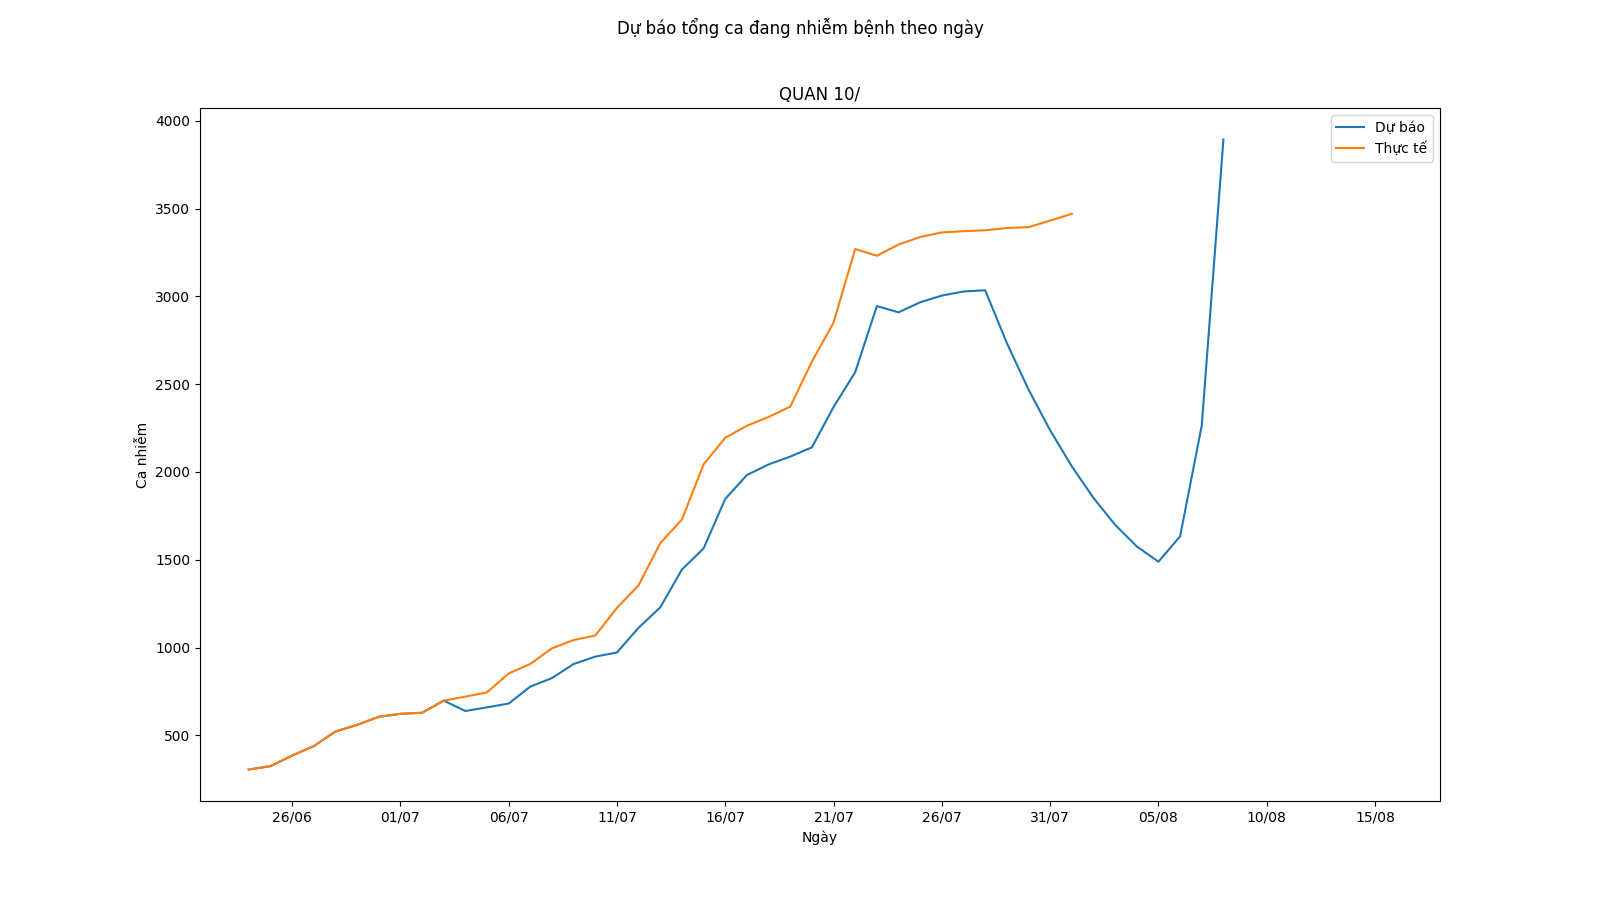 Dự báo tổng ca đang nhiễm bệnh theo ngày
QUAN 10/
Dự báo
Thực tế
Ca nhiễm
4000
3500
3000
2500
2000
1500
1000
500
26/06 01/07 06/07 11/07 16/07 21/07 26/07 31/07 05/08 10/08 15/08
Ngày